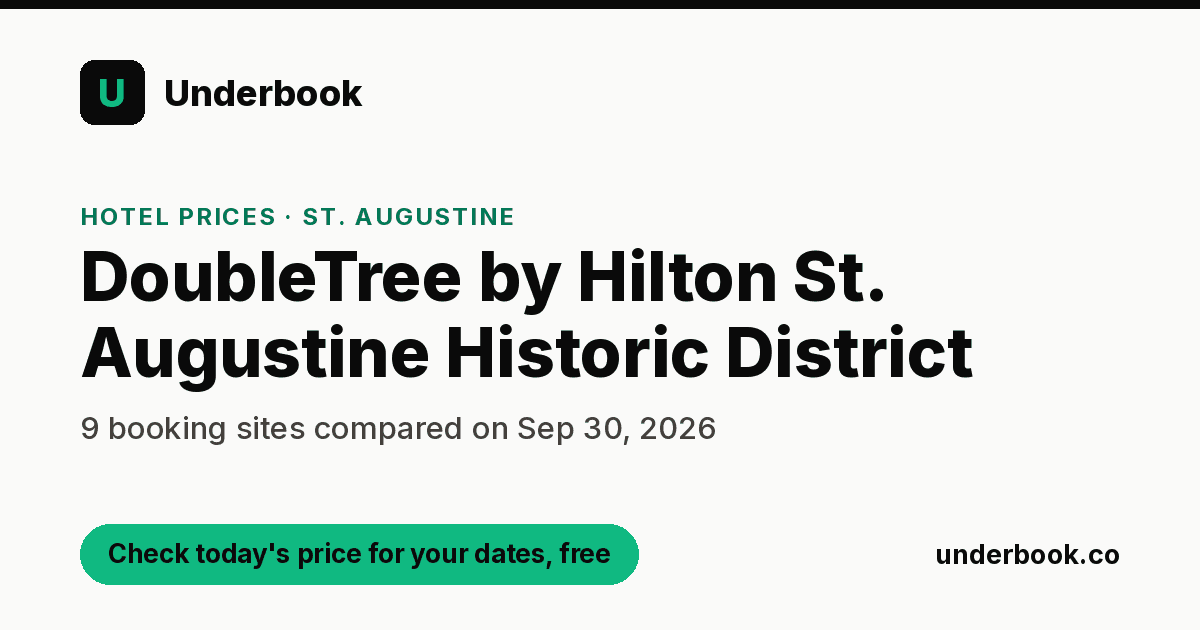 U
Underbook
HOTEL PRICES · ST. AUGUSTINE
DoubleTree by Hilton St.
Augustine Historic District
9 booking sites compared on Sep 30, 2026
Check today's price for your dates, free
underbook.co